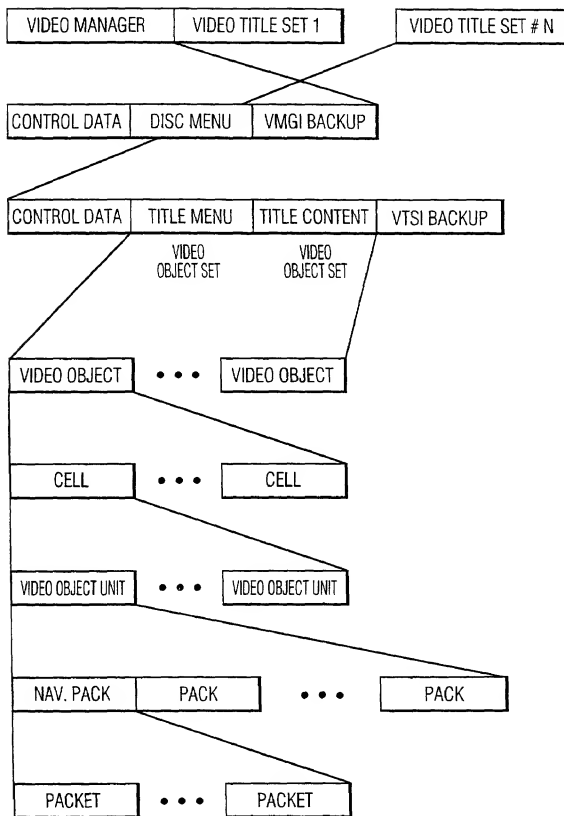 VIDEO MANAGER VIDEO TITLE SET 1 VIDEO TITLE SET # N
CONTROL DATA DISC MENU VMGI BACKUP
CONTROL DATA TITLE MENU TITLE CONTENT VTSI BACKUP
VIDEO OBJECT SET VIDEO OBJECT SET
VIDEO OBJECT • • • VIDEO OBJECT
CELL • • • CELL
VIDEO OBJECT UNIT • • • VIDEO OBJECT UNIT
NAV. PACK PACK • • • PACK
PACKET • • • PACKET